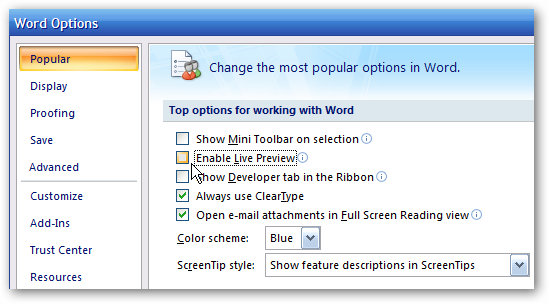 Word Options
Popular
Display
Proofing
Save
Advanced
Customize
Add-Ins
Trust Center
Resources
Change the most popular options in Word.
Top options for working with Word
Show Mini Toolbar on selection
Enable Live Preview
Show Developer tab in the Ribbon
Always use ClearType
Open e-mail attachments in Full Screen Reading view
Color scheme: Blue
ScreenTip style: Show feature descriptions in ScreenTips